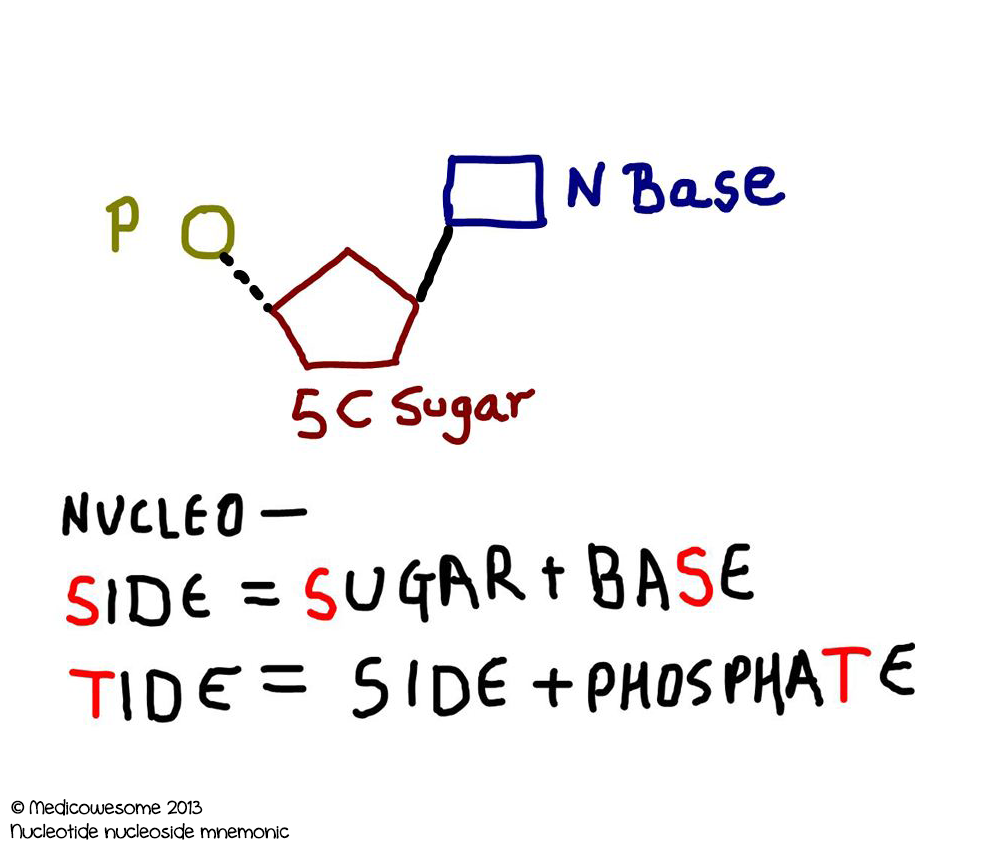 P
N Base
5C Sugar
NUCLEO —
SIDE = SUGAR + BASE
TIDE = SIDE + PHOSPHATE
© Medicowesome 2013
Nucleotide nucleoside mnemonic